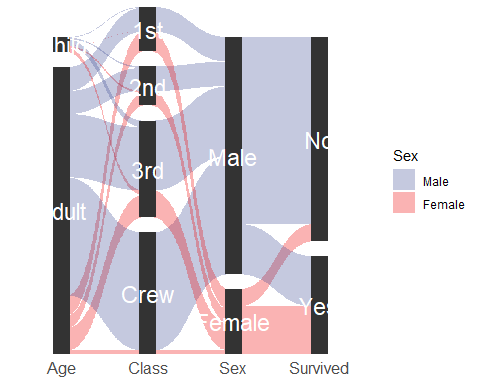 1st
Child
2nd
3rd
Male
No
Adult
Crew
Female
Yes
Age
Class
Sex
Survived
Sex
Male
Female